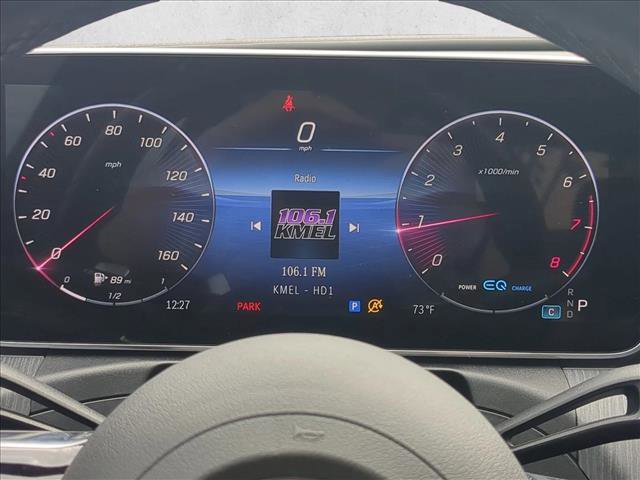 0
mph
Radio
106.1
KMEL
106.1 FM
KMEL - HD1
0
20
40
60
80
100
120
140
160
mph
0
1/2
1
89 mi
12:27
PARK
P
A
73 °F
0
1
2
3
4
5
6
7
8
x1000/min
POWER EQ CHARGE
C
R
N
D
P